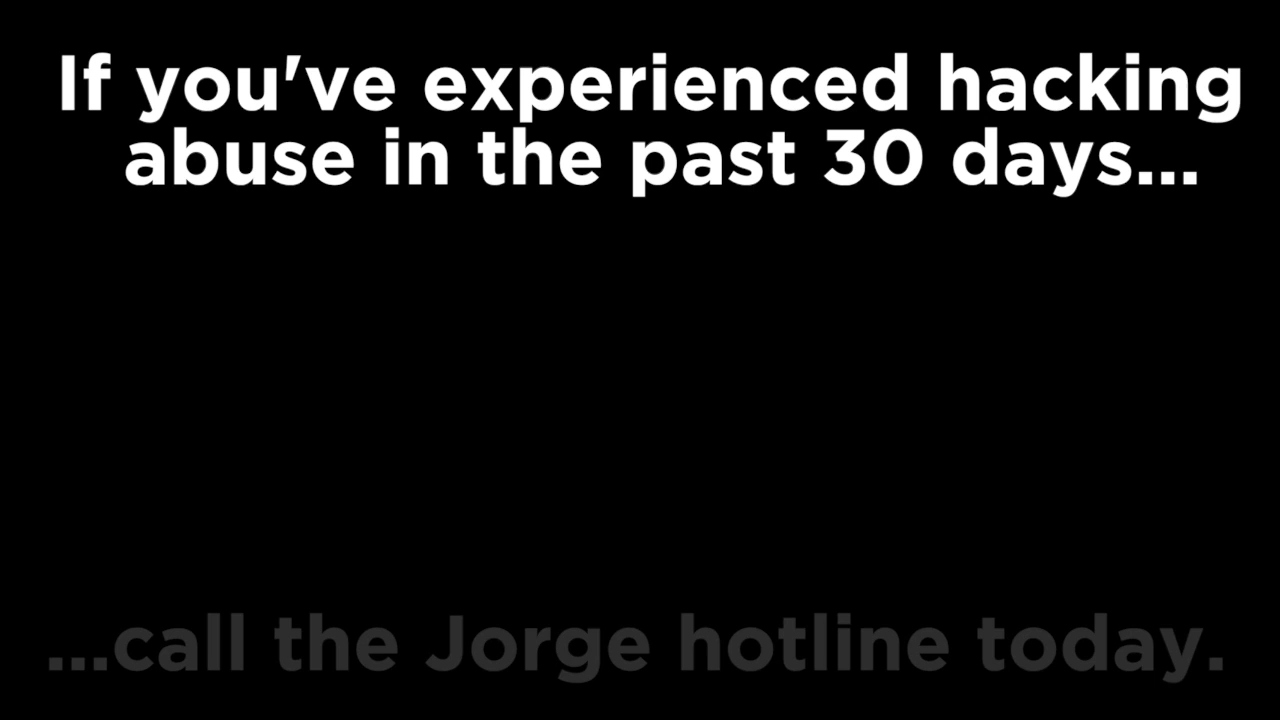 If you've experienced hacking
abuse in the past 30 days...
...call the Jorge hotline today.